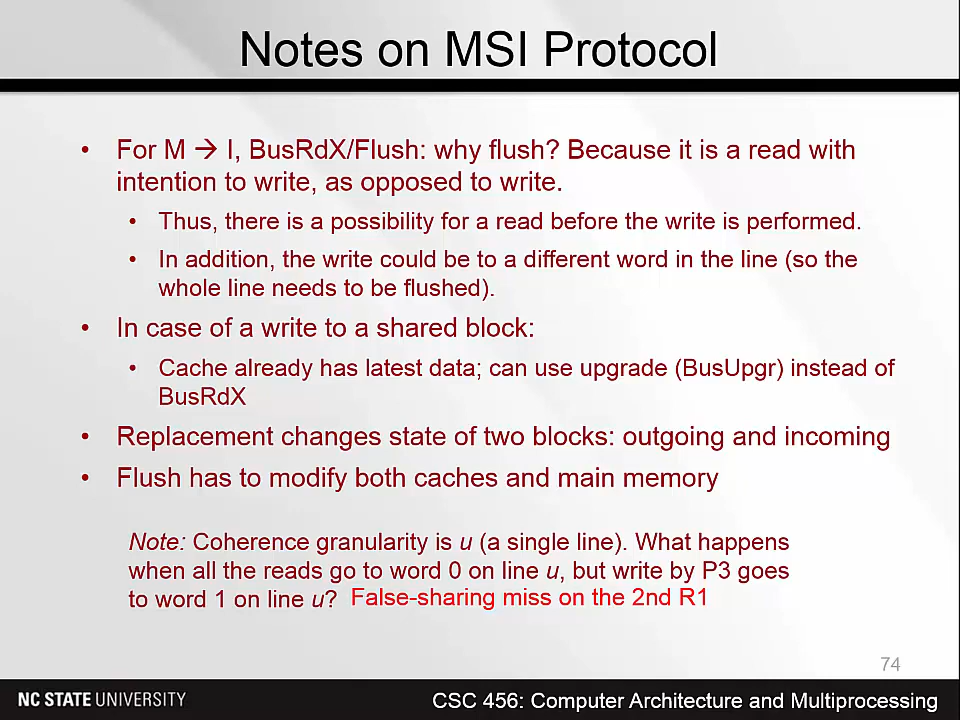 Notes on MSI Protocol
• For M → I, BusRdX/Flush: why flush? Because it is a read with
intention to write, as opposed to write.
• Thus, there is a possibility for a read before the write is performed.
• In addition, the write could be to a different word in the line (so the
whole line needs to be flushed).
• In case of a write to a shared block:
• Cache already has latest data; can use upgrade (BusUpgr) instead of
BusRdX
• Replacement changes state of two blocks: outgoing and incoming
• Flush has to modify both caches and main memory
Note: Coherence granularity is u (a single line). What happens
when all the reads go to word 0 on line u, but write by P3 goes
to word 1 on line u? False-sharing miss on the 2nd R1
74
NC STATE UNIVERSITY
CSC 456: Computer Architecture and Multiprocessing